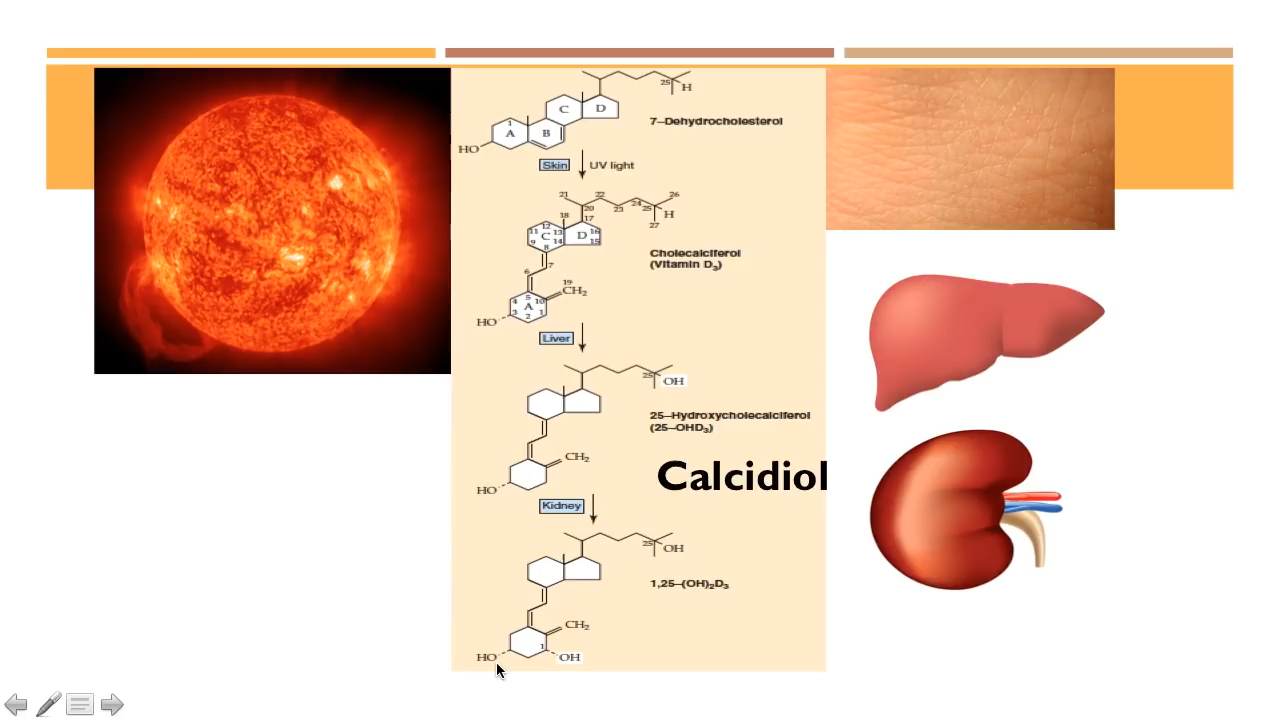 25
H
C
D
1
A
B
7–Dehydrocholesterol
HO
Skin
UV light
21
22
26
24
20
23
25
H
18
17
27
12
11
13
16
C
D
9
14
15
8
Cholecalciferol
(Vitamin D₃)
7
6
19
CH₂
5
4
10
A
3
1
2
HO
Liver
25
OH
25–Hydroxycholecalciferol
(25–OHD₃)
CH₂
Calcidiol
HO
Kidney
25
OH
1,25–(OH)₂D₃
CH₂
1
HO
OH